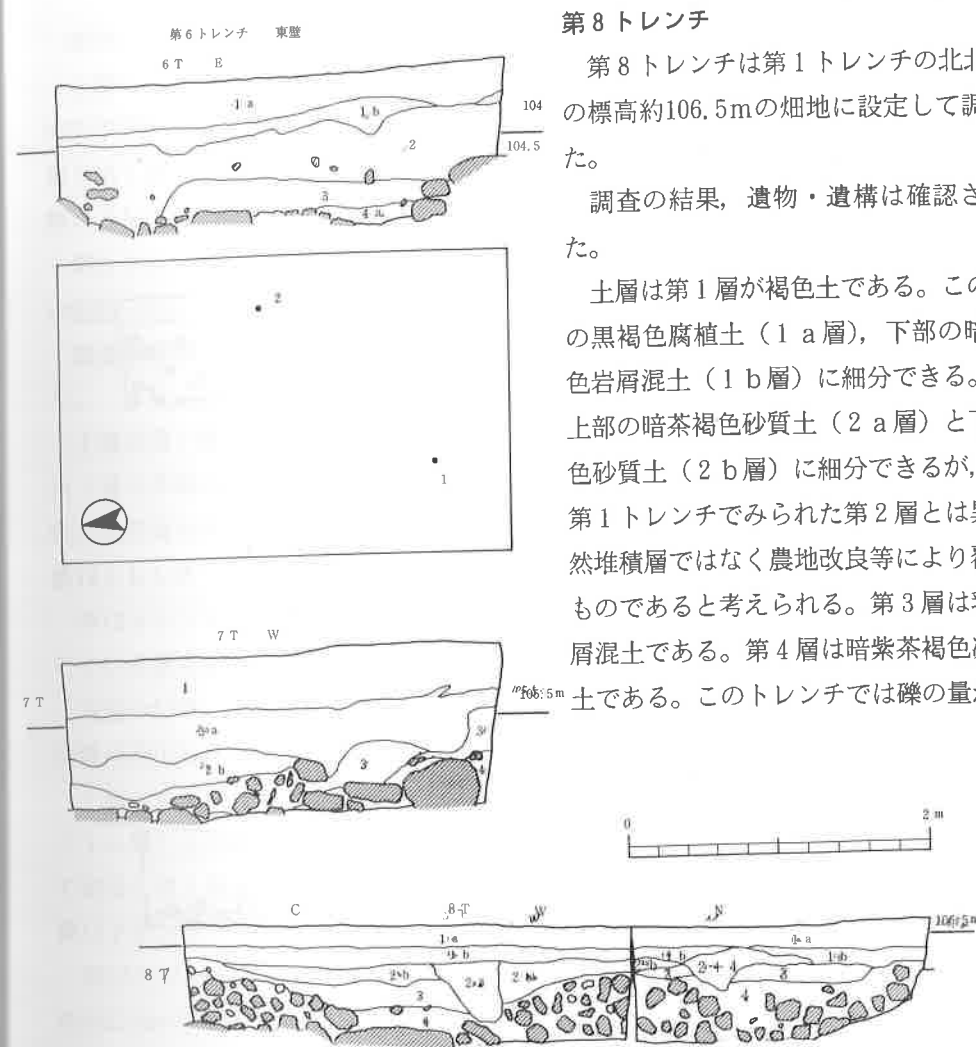 第6トレンチ 東壁
6T E
1a
1b
2
3
4a
104
104.5
2
1
7T W
7T
1
a
2b
3
3
4
105.5m
第8トレンチ
第8トレンチは第1トレンチの北北
の標高約106.5mの畑地に設定して調
た。
調査の結果，遺物・遺構は確認さ
た。
土層は第1層が褐色土である。この
の黒褐色腐植土（1a層），下部の暗
色岩屑混土（1b層）に細分できる。
上部の暗茶褐色砂質土（2a層）と下
色砂質土（2b層）に細分できるが，
第1トレンチでみられた第2層とは異
然堆積層ではなく農地改良等により
ものであると考えられる。第3層は
屑混土である。第4層は暗紫茶褐色
土である。このトレンチでは礫の量
0
2m
C
8T
W
N
8T
1a
b
3
4
a
4